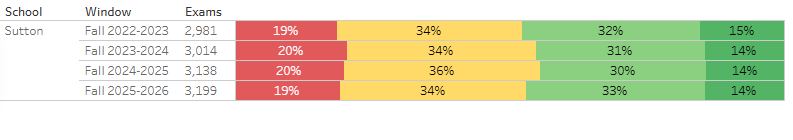 School Window Exams
Sutton Fall 2022-2023 2,981 19% 34% 32% 15%
Fall 2023-2024 3,014 20% 34% 31% 14%
Fall 2024-2025 3,138 20% 36% 30% 14%
Fall 2025-2026 3,199 19% 34% 33% 14%